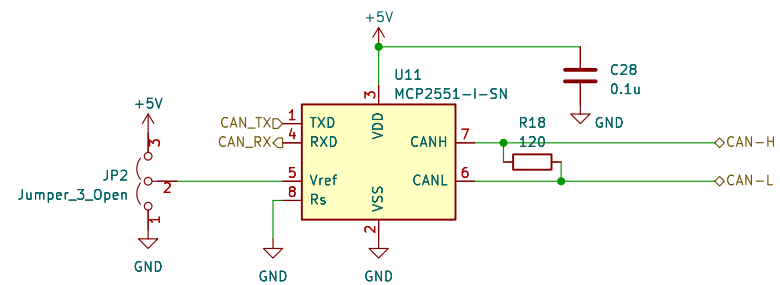 +5V
U11
MCP2551-I-SN
C28
0.1u
GND
+5V
3
JP2
Jumper_3_Open
2
1
GND
CAN_TX
CAN_RX
1
4
5
8
TXD
RXD
Vref
Rs
3
VDD
CANH
CANL
VSS
2
7
6
R18
120
CAN-H
CAN-L
GND
GND